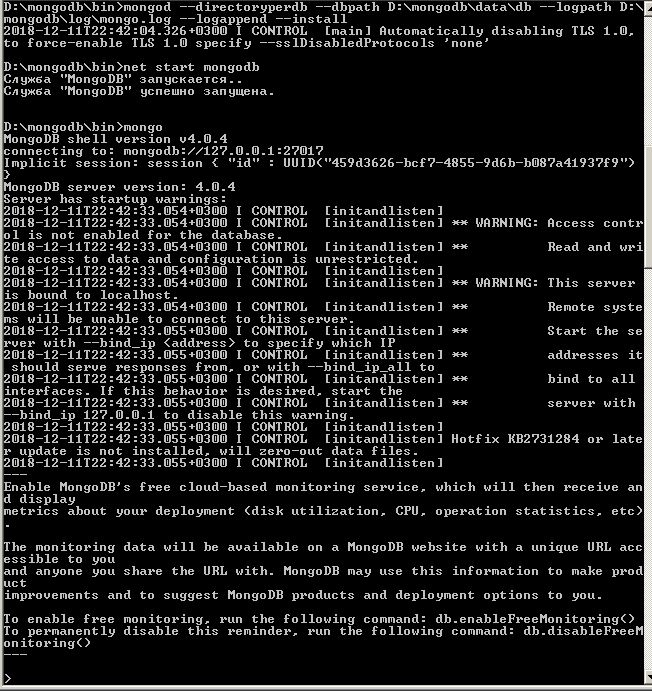 D:\mongodb\bin>mongod --directoryperdb --dbpath D:\mongodb\data\db --logpath D:\
mongodb\log\mongo.log --logappend --install
2018-12-11T22:42:04.326+0300 I CONTROL  [main] Automatically disabling TLS 1.0,
to force-enable TLS 1.0 specify --sslDisabledProtocols 'none'
D:\mongodb\bin>net start mongodb
Служба "MongoDB" запускается..
Служба "MongoDB" успешно запущена.
D:\mongodb\bin>mongo
MongoDB shell version v4.0.4
connecting to: mongodb://127.0.0.1:27017
Implicit session: session { "id" : UUID("459d3626-bcf7-4855-9d6b-b087a41937f9")
}
MongoDB server version: 4.0.4
Server has startup warnings:
2018-12-11T22:42:33.054+0300 I CONTROL  [initandlisten]
2018-12-11T22:42:33.054+0300 I CONTROL  [initandlisten] ** WARNING: Access contr
ol is not enabled for the database.
2018-12-11T22:42:33.054+0300 I CONTROL  [initandlisten] **          Read and wri
te access to data and configuration is unrestricted.
2018-12-11T22:42:33.054+0300 I CONTROL  [initandlisten]
2018-12-11T22:42:33.054+0300 I CONTROL  [initandlisten] ** WARNING: This server
is bound to localhost.
2018-12-11T22:42:33.054+0300 I CONTROL  [initandlisten] **          Remote syste
ms will be unable to connect to this server.
2018-12-11T22:42:33.055+0300 I CONTROL  [initandlisten] **          Start the se
rver with --bind_ip <address> to specify which IP
2018-12-11T22:42:33.055+0300 I CONTROL  [initandlisten] **          addresses it
 should serve responses from, or with --bind_ip_all to
2018-12-11T22:42:33.055+0300 I CONTROL  [initandlisten] **          bind to all
interfaces. If this behavior is desired, start the
2018-12-11T22:42:33.055+0300 I CONTROL  [initandlisten] **          server with
--bind_ip 127.0.0.1 to disable this warning.
2018-12-11T22:42:33.055+0300 I CONTROL  [initandlisten]
2018-12-11T22:42:33.055+0300 I CONTROL  [initandlisten] Hotfix KB2731284 or late
r update is not installed, will zero-out data files.
2018-12-11T22:42:33.055+0300 I CONTROL  [initandlisten]
---
Enable MongoDB's free cloud-based monitoring service, which will then receive an
d display
metrics about your deployment (disk utilization, CPU, operation statistics, etc)
.
The monitoring data will be available on a MongoDB website with a unique URL acc
essible to you
and anyone you share the URL with. MongoDB may use this information to make prod
uct
improvements and to suggest MongoDB products and deployment options to you.
To enable free monitoring, run the following command: db.enableFreeMonitoring()
To permanently disable this reminder, run the following command: db.disableFreeM
onitoring()
---
>